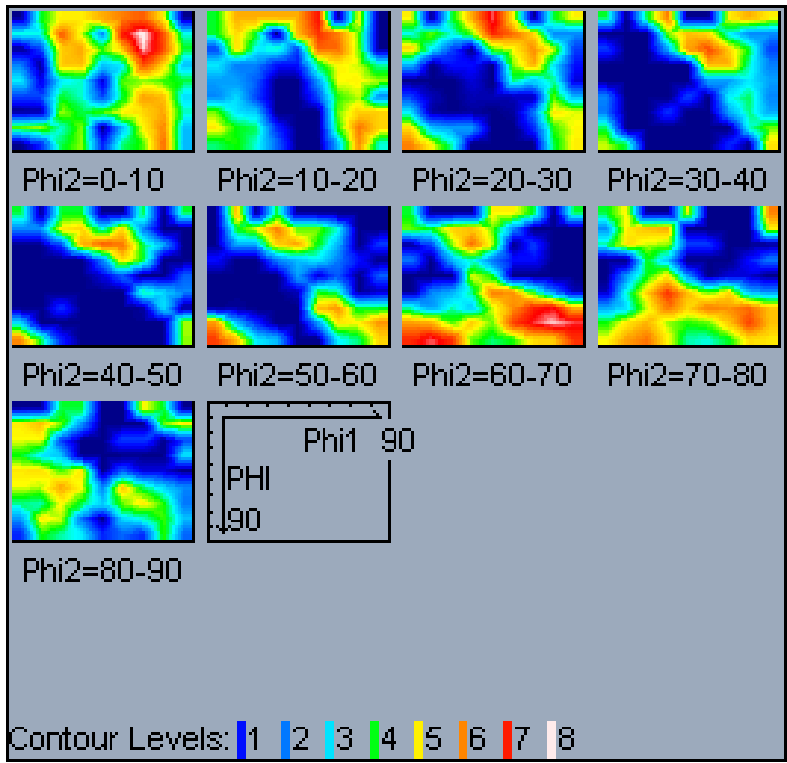 Phi2=0-10 Phi2=10-20 Phi2=20-30 Phi2=30-40
Phi2=40-50 Phi2=50-60 Phi2=60-70 Phi2=70-80
Phi1 90
PHI
90
Phi2=80-90
Contour Levels: 1 2 3 4 5 6 7 8